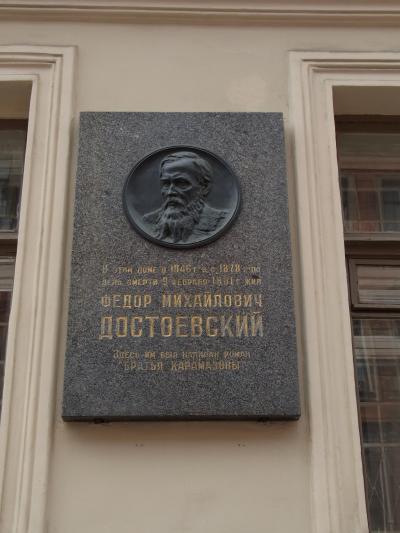 В этом доме в 1846 г. и с 1878 г. по
день смерти 9 февраля 1881 г. жил
Федор Михайлович
Достоевский
Здесь им был написан роман
"Братья Карамазовы"